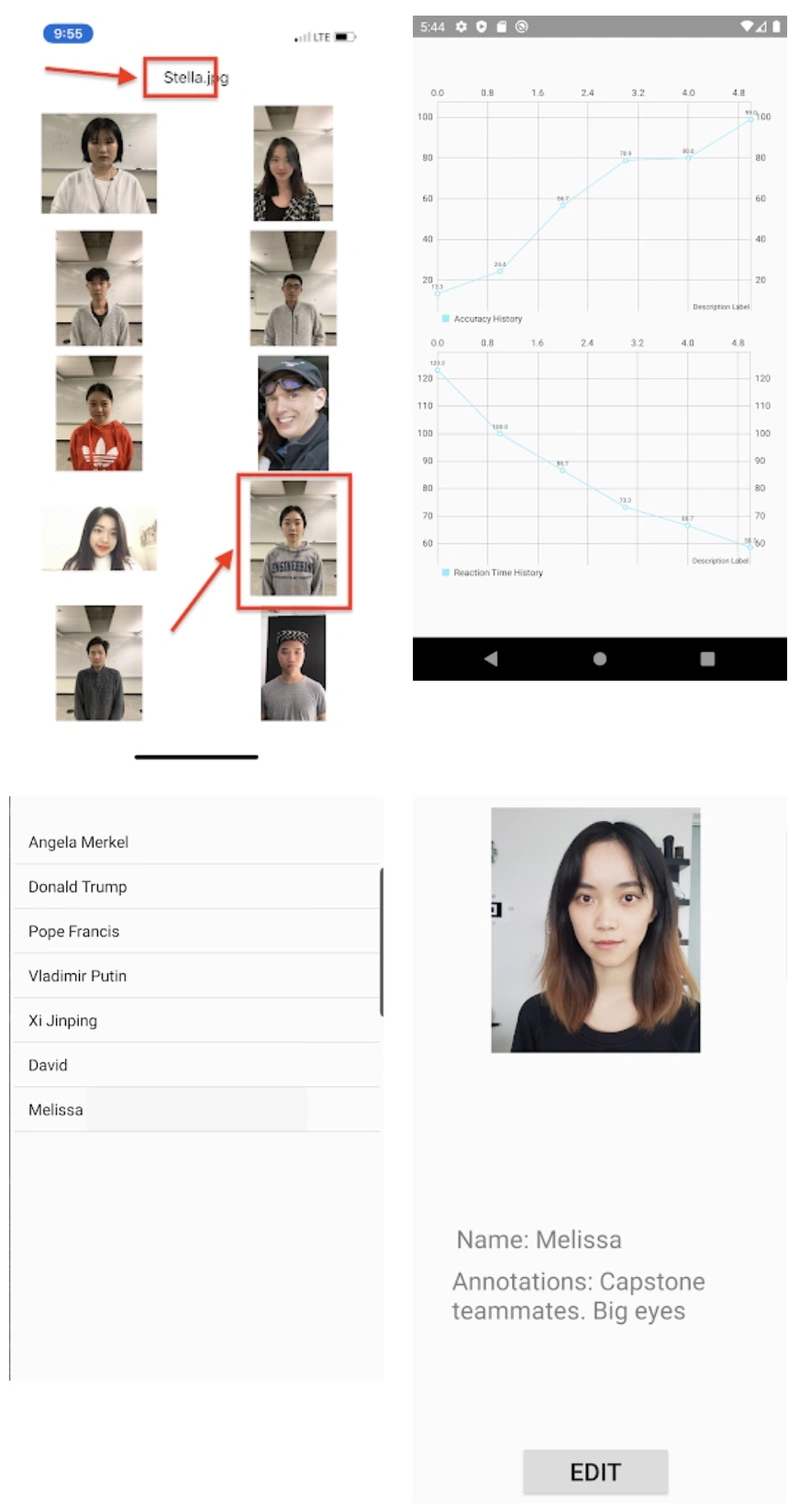 9:55
LTE
Stella.jpg
ENGINEERING
5:44
0.0 0.8 1.6 2.4 3.2 4.0 4.8
100 99.0 100
80 78.9 80.0 80
60 56.7 60
40 40
20 24.4 20
13.3
Description Label
Accuracy History
0.0 0.8 1.6 2.4 3.2 4.0 4.8
120 120
110 110
100 100.0 100
90 86.7 90
80 80
70 73.3 66.7 70
60 60
Description Label
Reaction Time History
Angela Merkel
Donald Trump
Pope Francis
Vladimir Putin
Xi Jinping
David
Melissa
Name: Melissa
Annotations: Capstone
teammates. Big eyes
EDIT